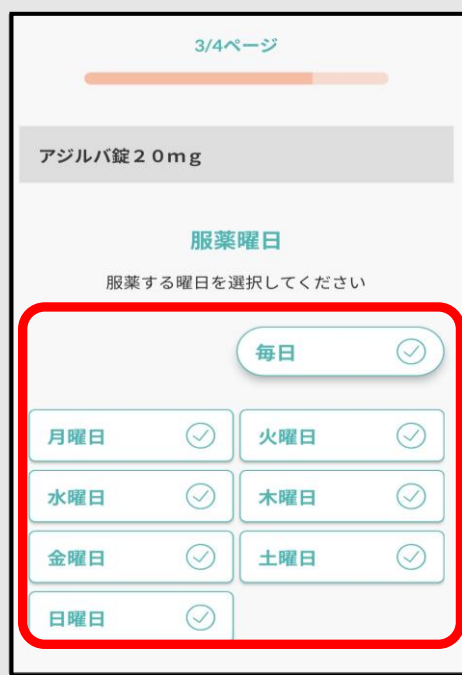 3/4ページ
アジルバ錠２０ｍｇ
服薬曜日
服薬する曜日を選択してください
毎日
月曜日 火曜日
水曜日 木曜日
金曜日 土曜日
日曜日